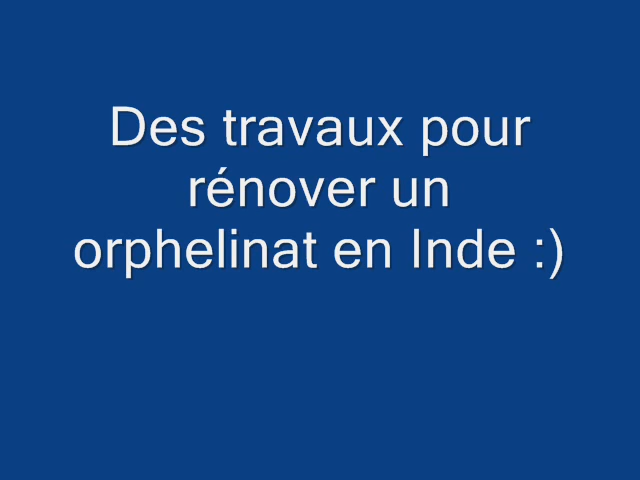 Des travaux pour
rénover un
orphelinat en Inde :)